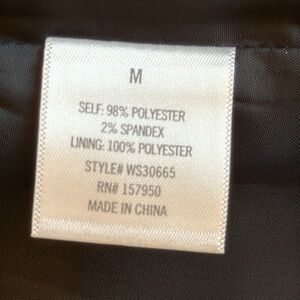 M
SELF: 98% POLYESTER
2% SPANDEX
LINING: 100% POLYESTER
STYLE# WS30665
RN# 157950
MADE IN CHINA